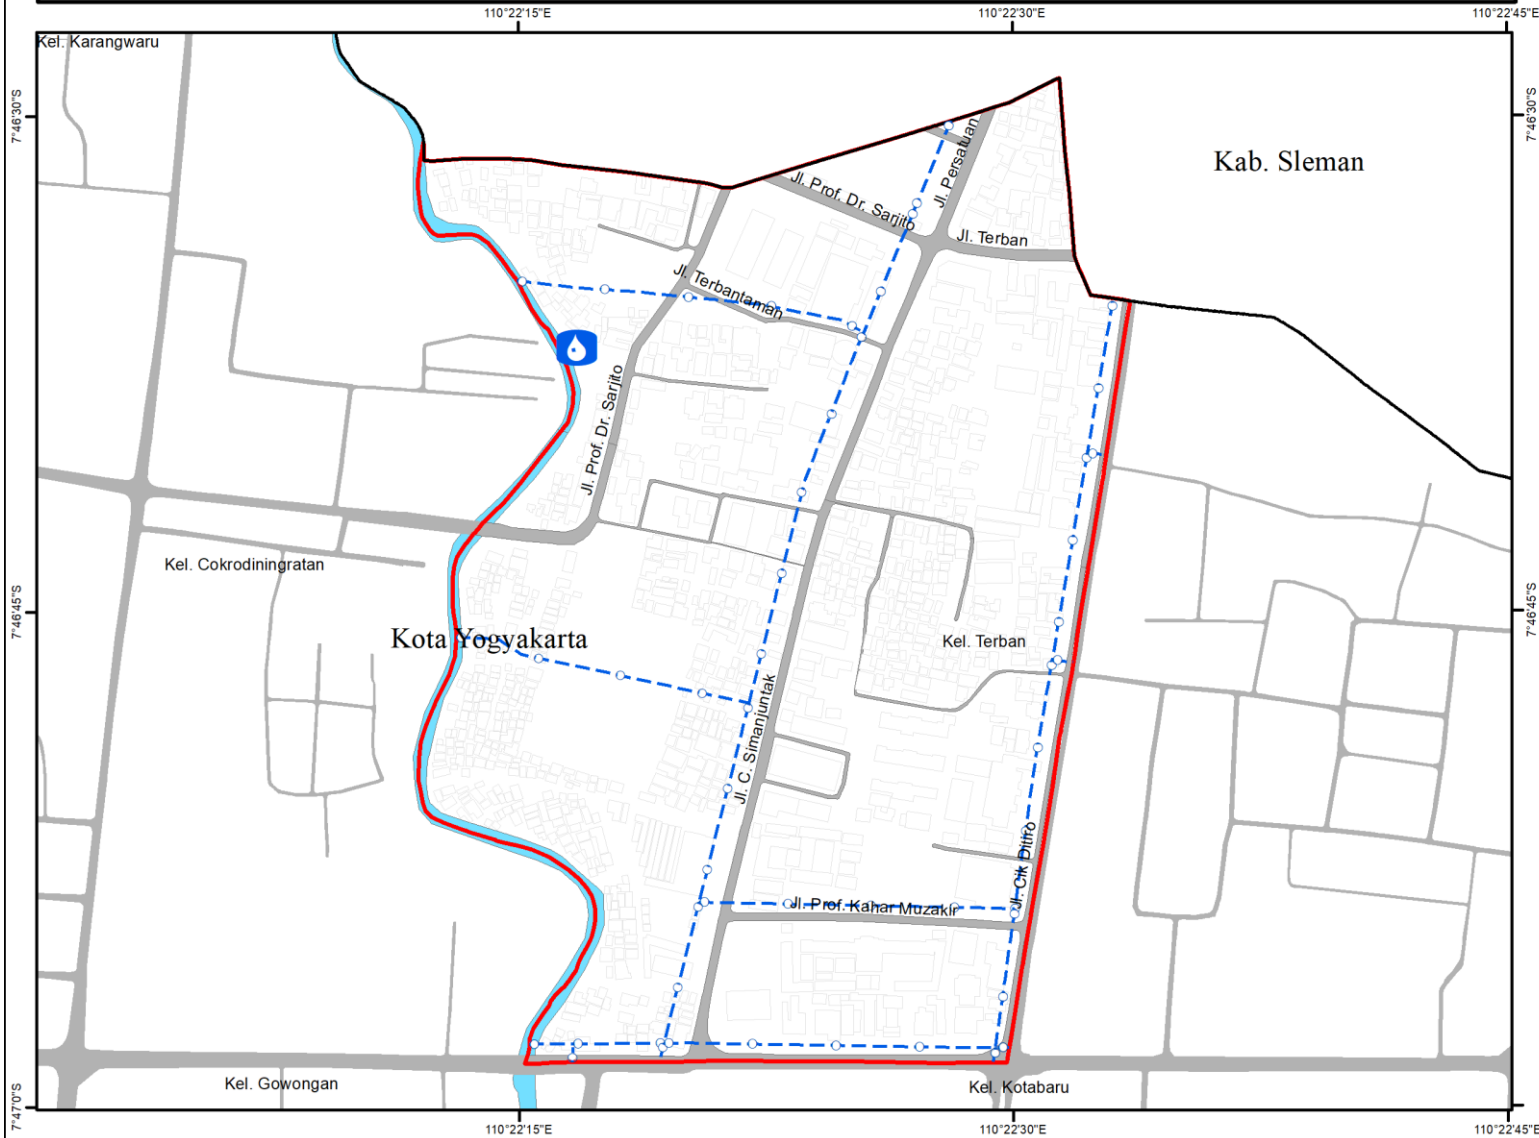 110°22'15"E
110°22'30"E
110°22'45"E
Kel. Karangwaru
7°46'30"S
7°46'30"S
Kab. Sleman
Jl. Persatuan
Jl. Prof. Dr. Sarjito
Jl. Terban
Jl. Terbantaman
Jl. Prof. Dr. Sarjito
Kel. Cokrodiningratan
7°46'45"S
7°46'45"S
Kota Yogyakarta
Kel. Terban
Jl. C. Simanjuntak
Jl. Cik Ditiro
Jl. Prof. Kahar Muzakir
Kel. Gowongan
Kel. Kotabaru
7°47'0"S
110°22'15"E
110°22'30"E
110°22'45"E